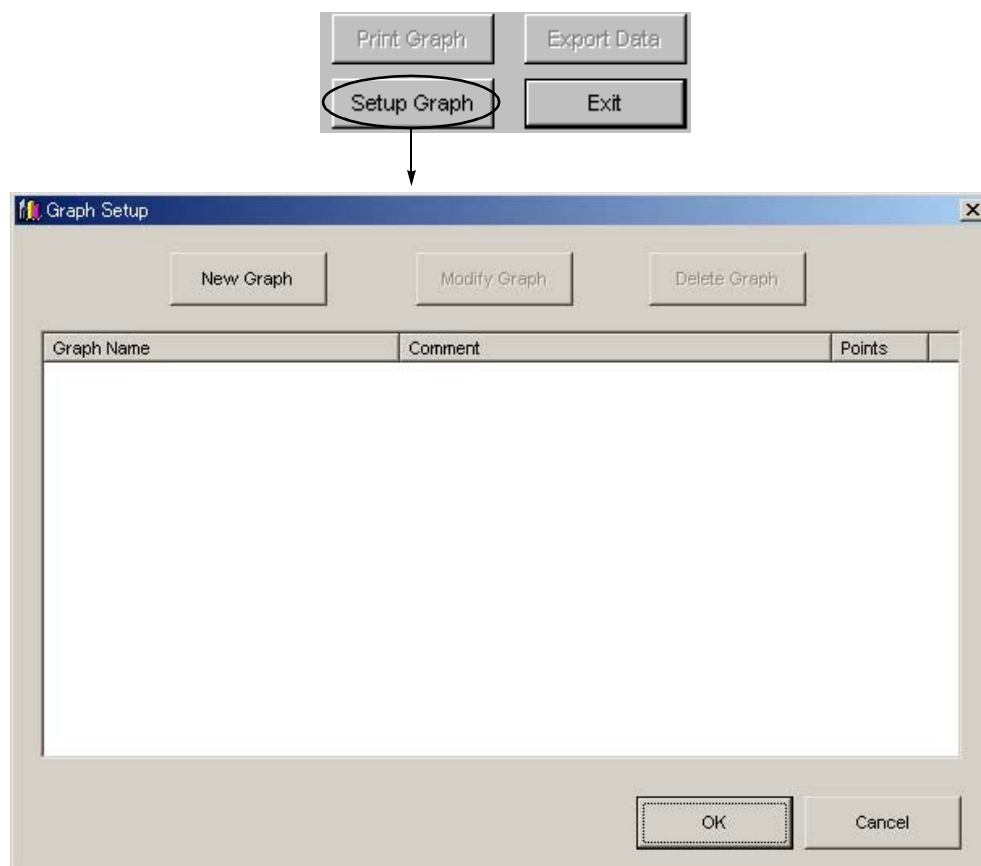 Print Graph Export Data
Setup Graph Exit
Graph Setup
New Graph Modify Graph Delete Graph
Graph Name Comment Points
OK Cancel